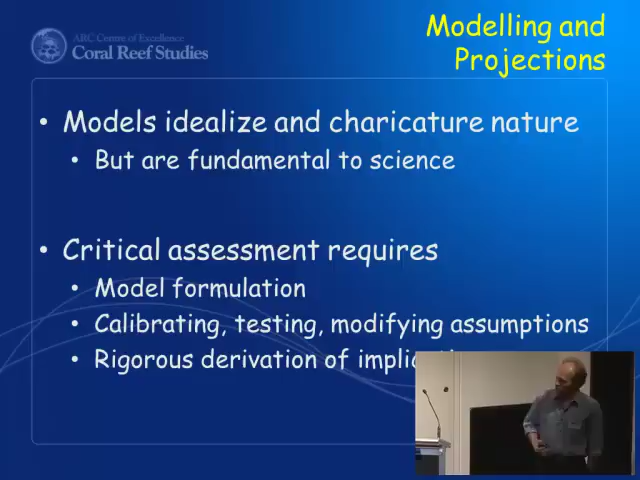 ARC Centre of Excellence
Coral Reef Studies
Modelling and
Projections
• Models idealize and charicature nature
• But are fundamental to science
• Critical assessment requires
• Model formulation
• Calibrating, testing, modifying assumptions
• Rigorous derivation of